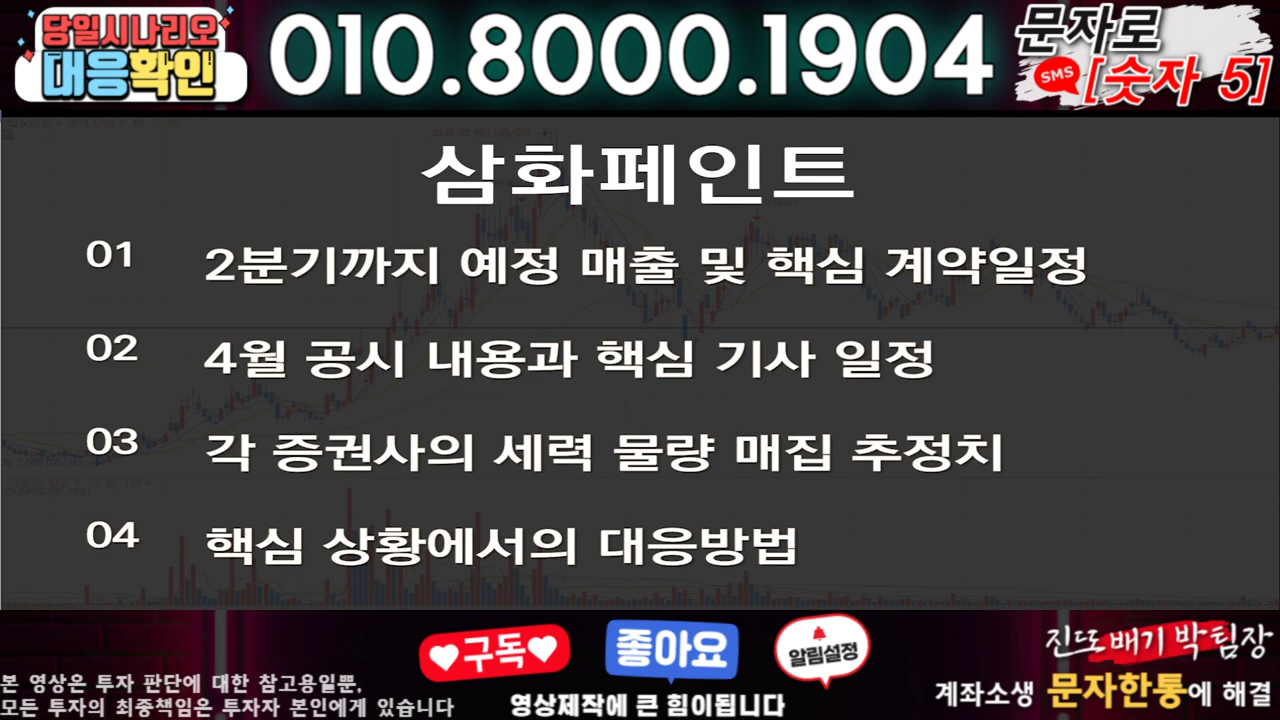 당일시나리오
대응확인
010.8000.1904
문자로
SMS [숫자 5]
삼화페인트
01 2분기까지 예정 매출 및 핵심 계약일정
02 4월 공시 내용과 핵심 기사 일정
03 각 증권사의 세력 물량 매집 추정치
04 핵심 상황에서의 대응방법
구독
좋아요
알림설정
영상제작에 큰 힘이됩니다
본 영상은 투자 판단에 대한 참고용일뿐,
모든 투자의 최종책임은 투자자 본인에게 있습니다
진또배기 박팀장
계좌소생 문자한통에 해결